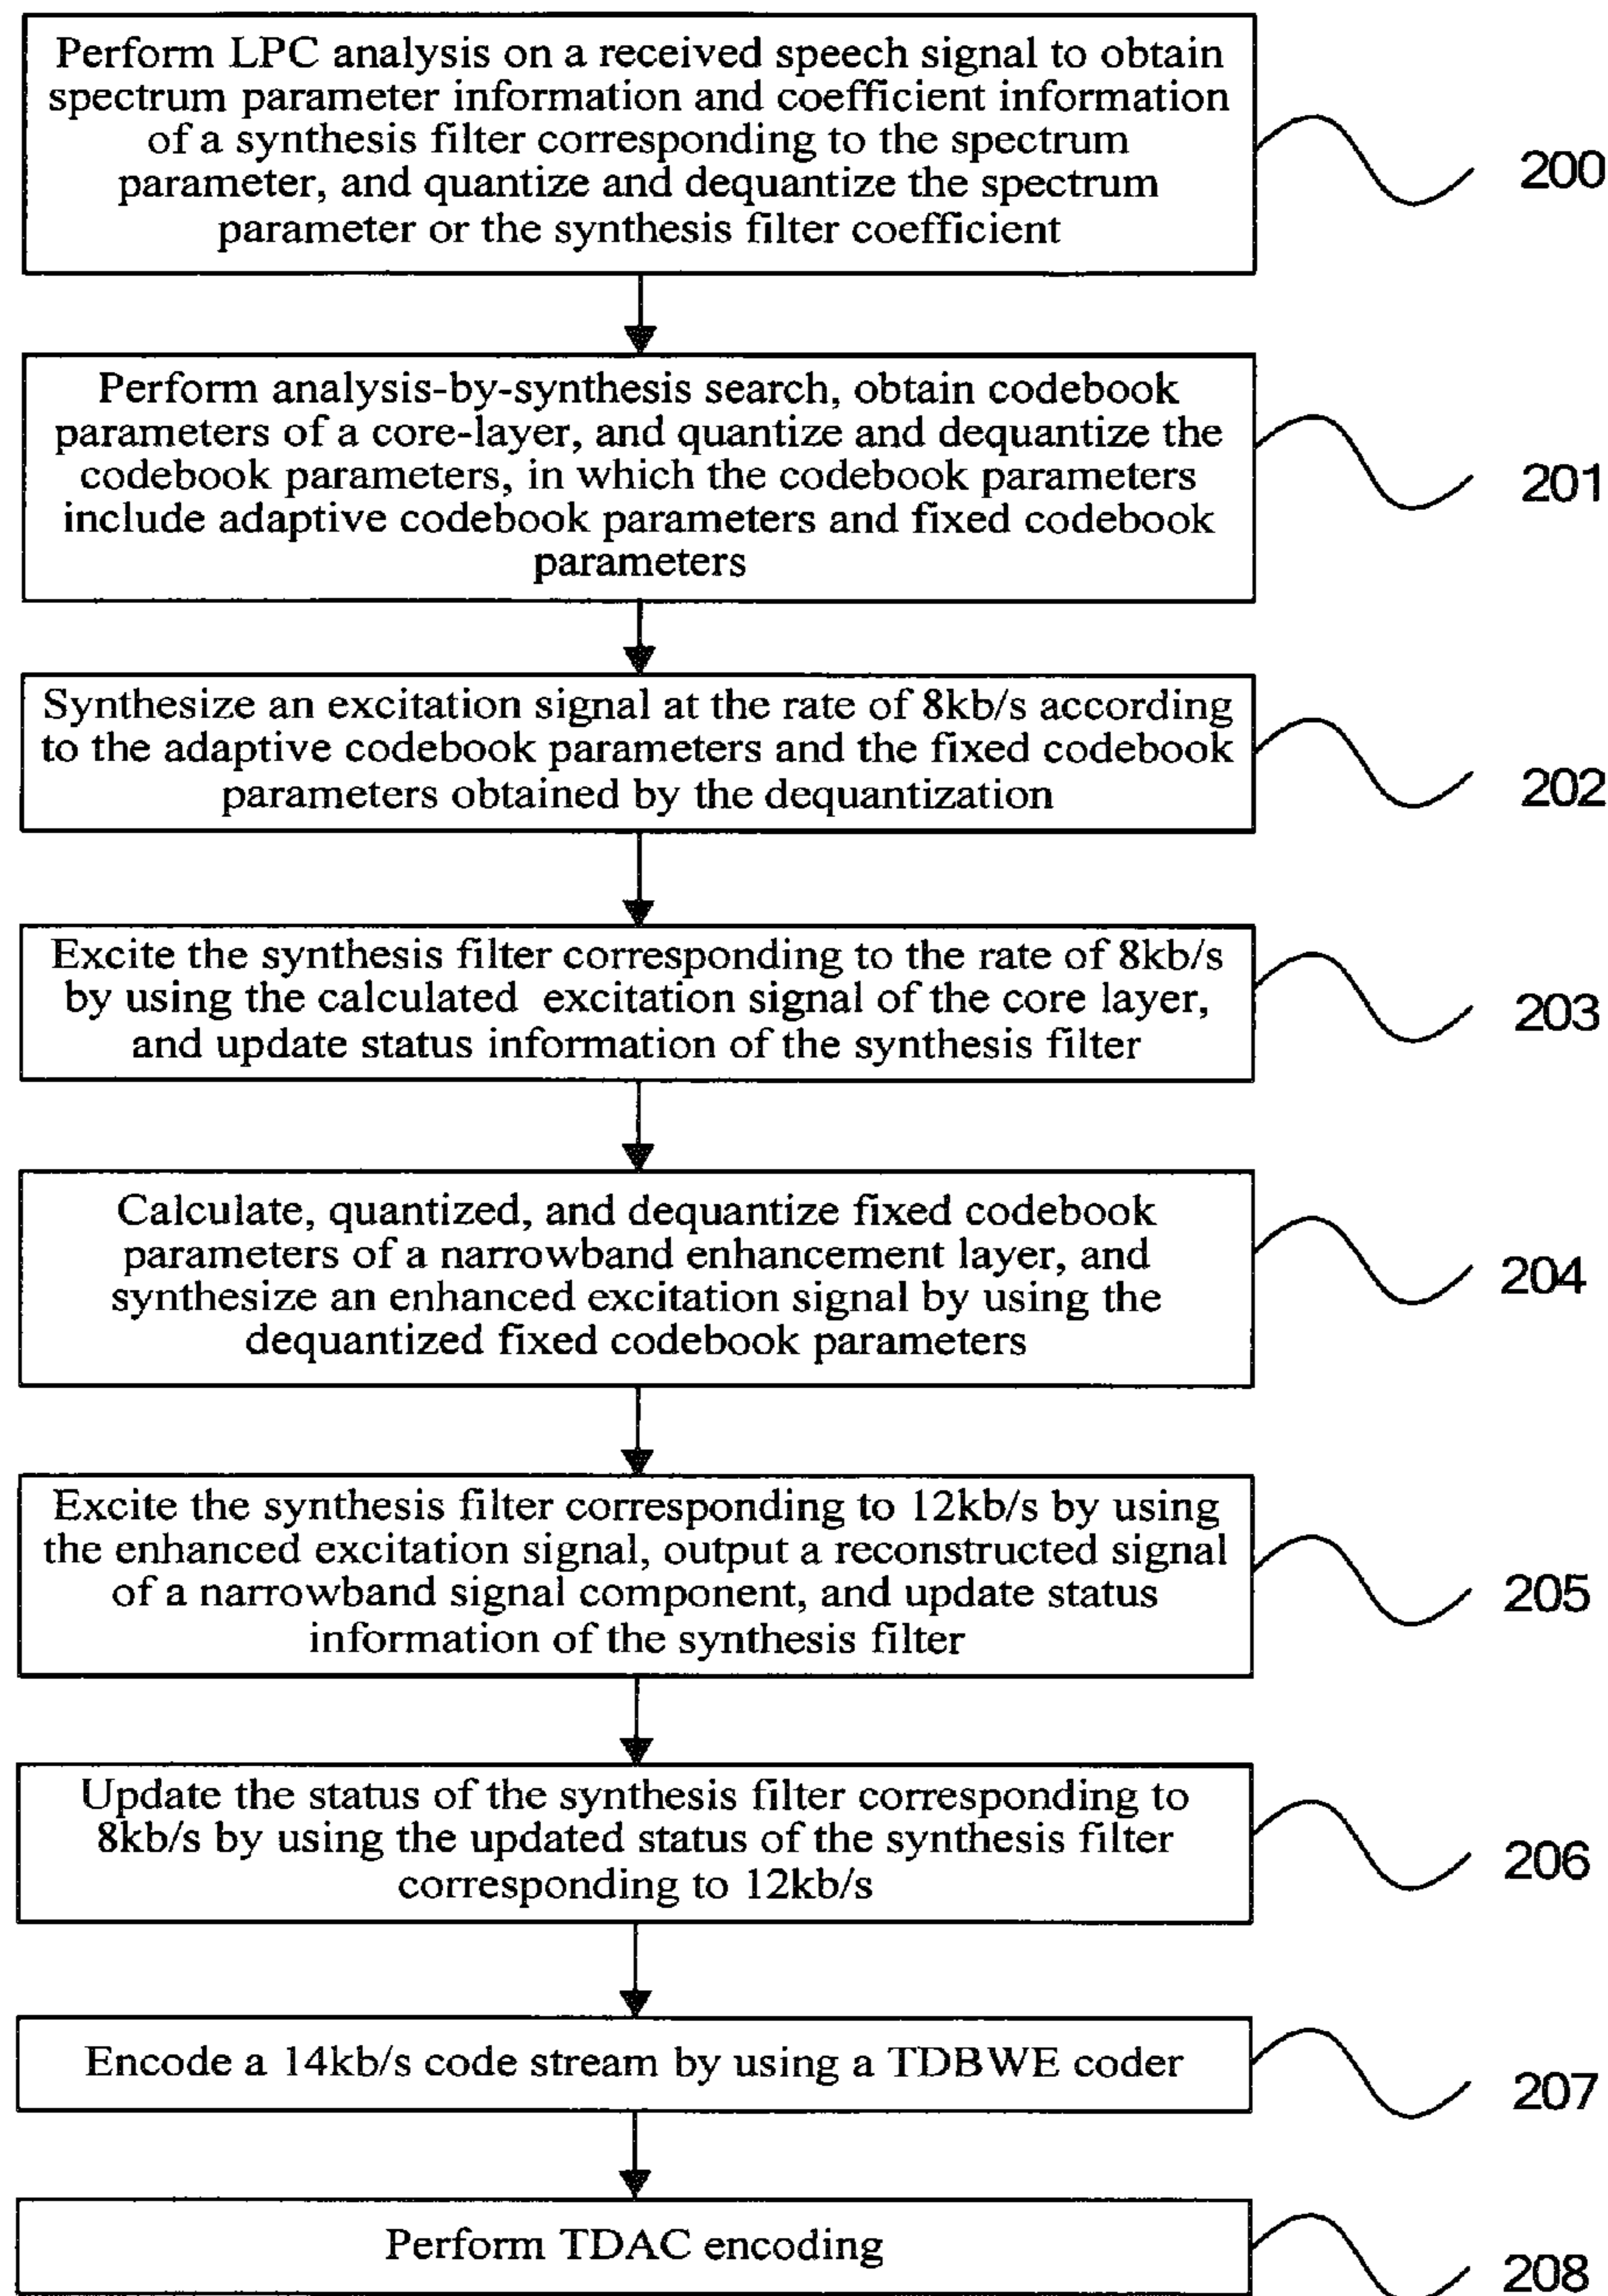 Perform LPC analysis on a received speech signal to obtain
spectrum parameter information and coefficient information
of a synthesis filter corresponding to the spectrum
parameter, and quantize and dequantize the spectrum
parameter or the synthesis filter coefficient
200
Perform analysis-by-synthesis search, obtain codebook
parameters of a core-layer, and quantize and dequantize the
codebook parameters, in which the codebook parameters
include adaptive codebook parameters and fixed codebook
parameters
201
Synthesize an excitation signal at the rate of 8kb/s according
to the adaptive codebook parameters and the fixed codebook
parameters obtained by the dequantization
202
Excite the synthesis filter corresponding to the rate of 8kb/s
by using the calculated excitation signal of the core layer,
and update status information of the synthesis filter
203
Calculate, quantized, and dequantize fixed codebook
parameters of a narrowband enhancement layer, and
synthesize an enhanced excitation signal by using the
dequantized fixed codebook parameters
204
Excite the synthesis filter corresponding to 12kb/s by using
the enhanced excitation signal, output a reconstructed signal
of a narrowband signal component, and update status
information of the synthesis filter
205
Update the status of the synthesis filter corresponding to
8kb/s by using the updated status of the synthesis filter
corresponding to 12kb/s
206
Encode a 14kb/s code stream by using a TDBWE coder
207
Perform TDAC encoding
208